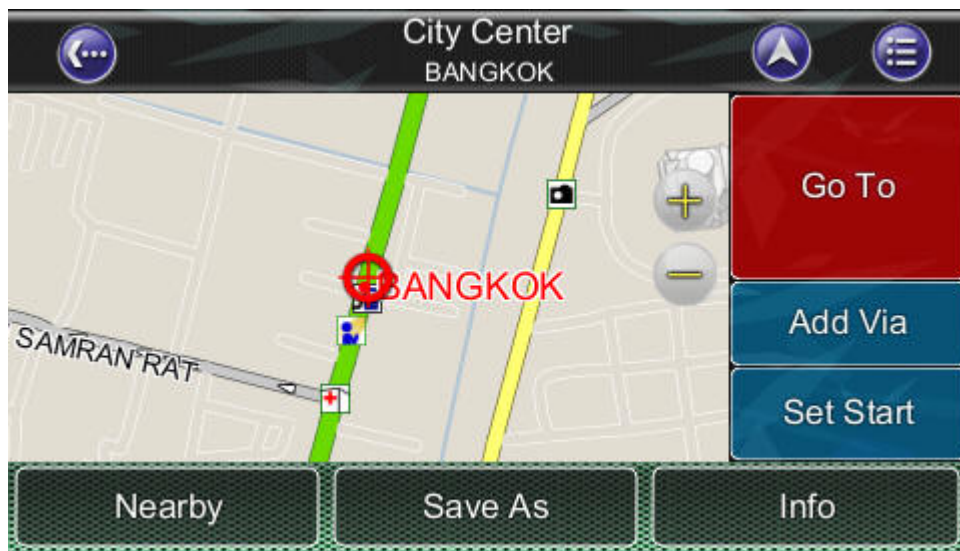 City Center
BANGKOK
Go To
BANGKOK
Add Via
SAMRAN RAT
Set Start
Nearby
Save As
Info